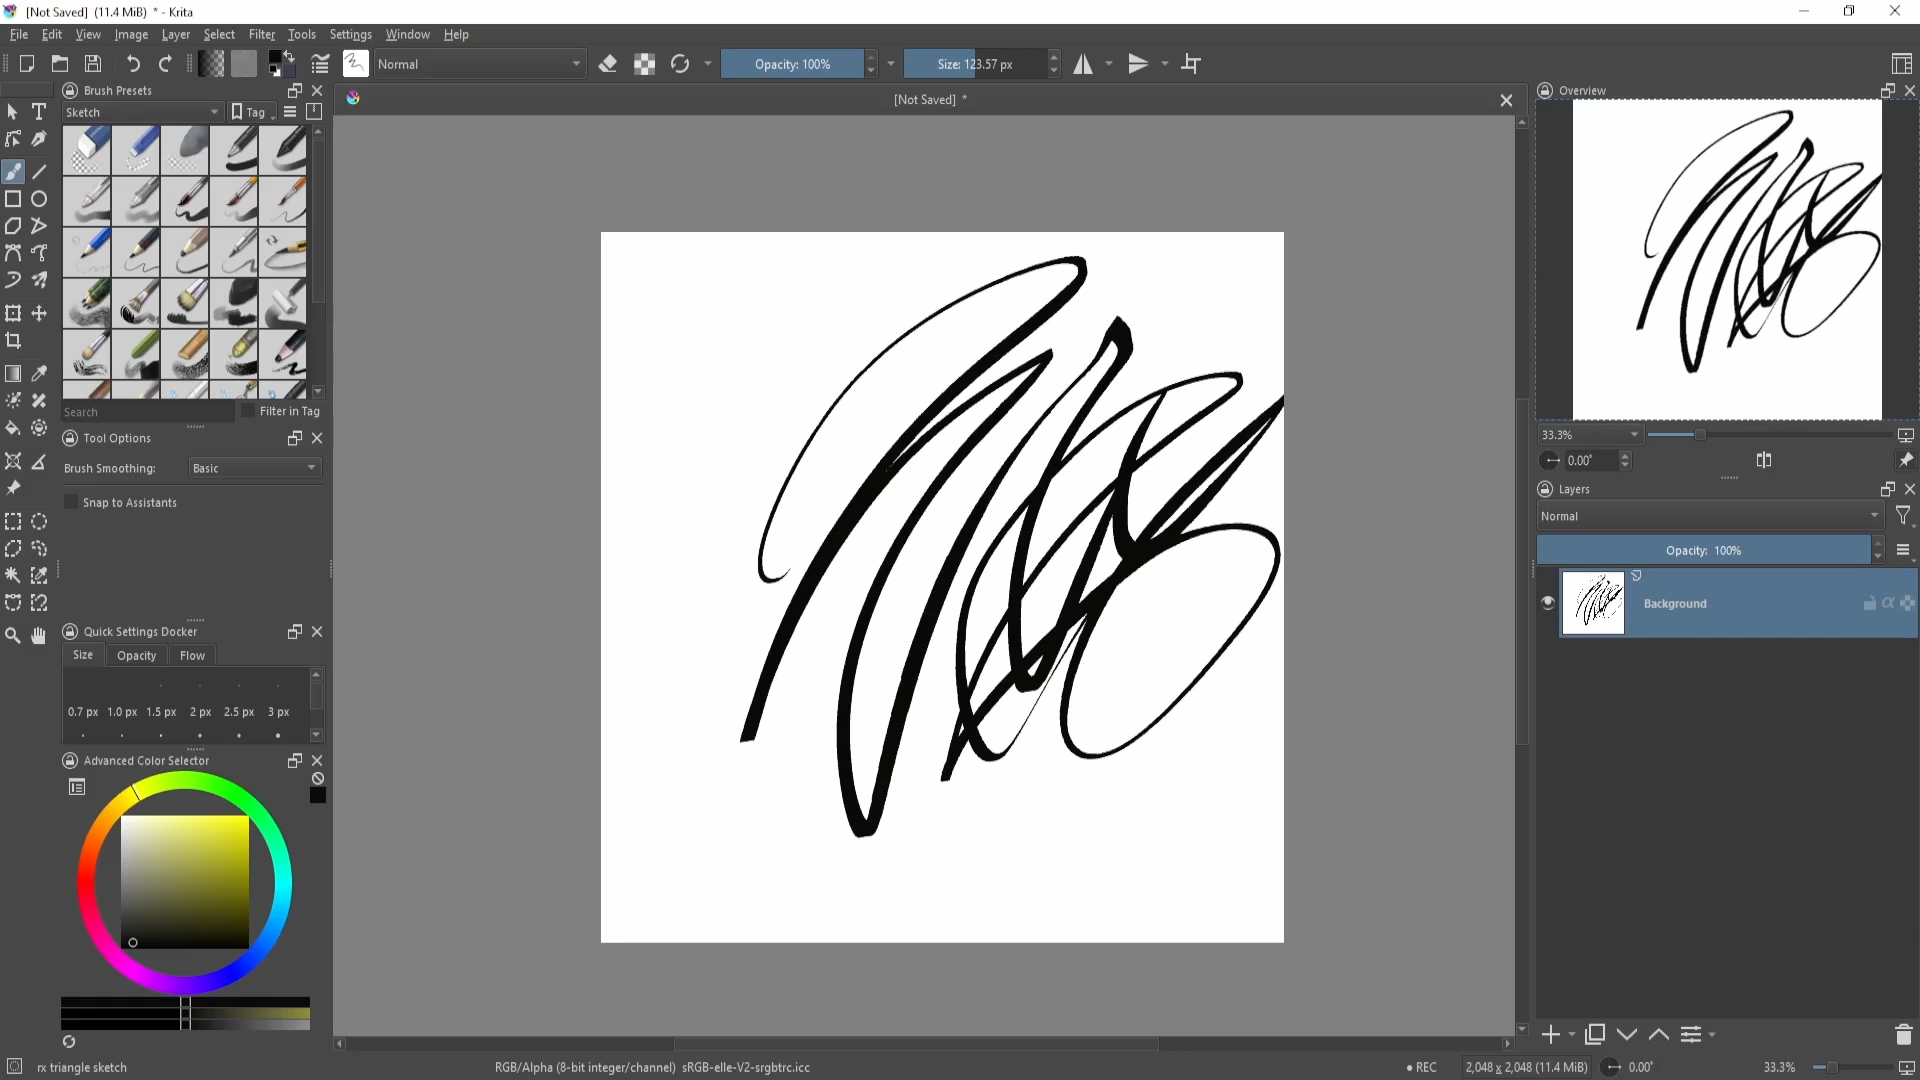 [Not Saved] (11.4 MiB) * - Krita
File Edit View Image Layer Select Filter Tools Settings Window Help
Normal
Opacity: 100%
Size: 123.57 px
Brush Presets
Sketch
Tag
Search
Filter in Tag
Tool Options
Brush Smoothing: Basic
Snap to Assistants
Quick Settings Docker
Size Opacity Flow
0.7 px 1.0 px 1.5 px 2 px 2.5 px 3 px
Advanced Color Selector
[Not Saved] *
Overview
33.3%
0.00°
Layers
Normal
Opacity: 100%
Background
rx triangle sketch
RGB/Alpha (8-bit integer/channel) sRGB-elle-V2-srgbtrc.icc
REC
2,048 x 2,048 (11.4 MiB)
0.00°
33.3%